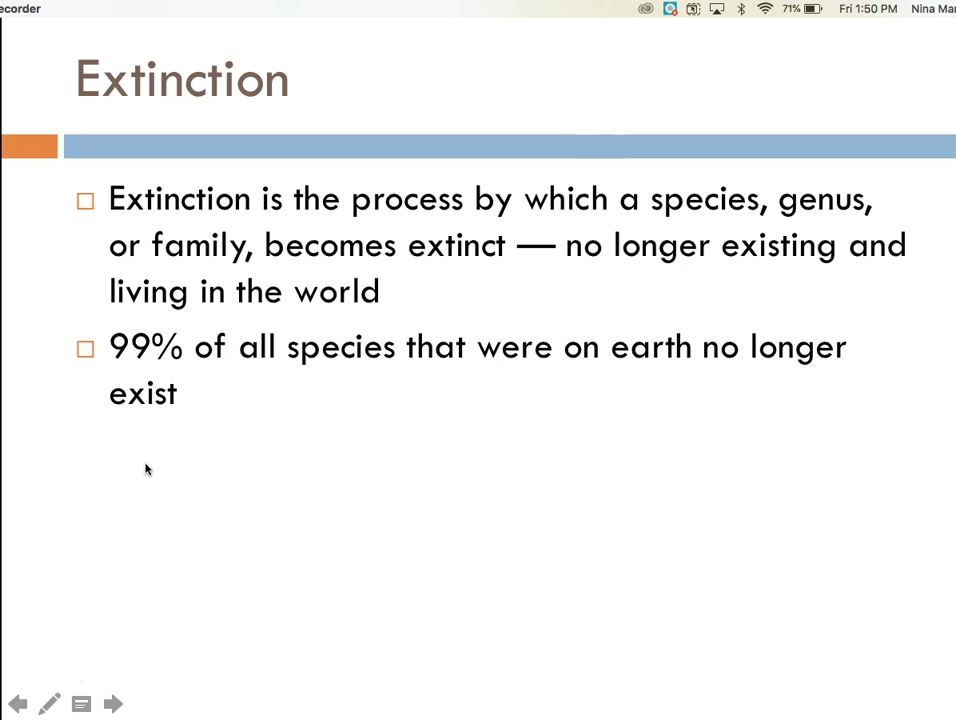 ecorder 71% Fri 1:50 PM Nina Mar
Extinction
Extinction is the process by which a species, genus,
or family, becomes extinct — no longer existing and
living in the world
99% of all species that were on earth no longer
exist